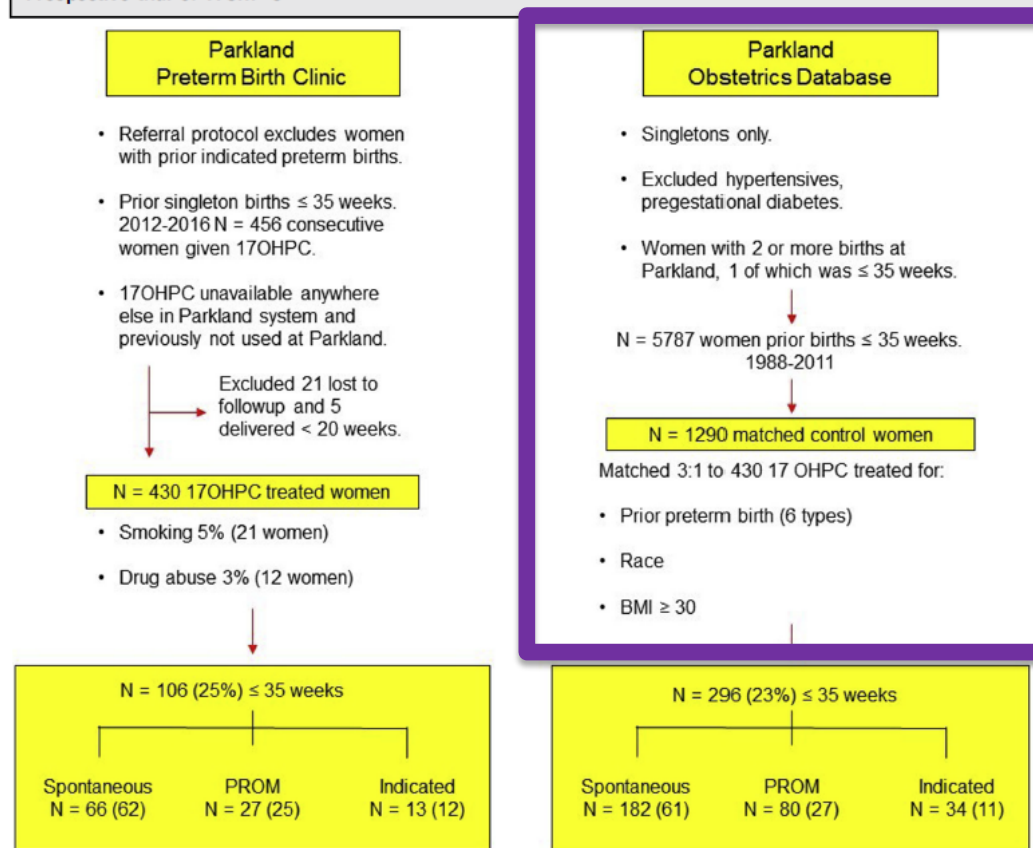 Parkland
Preterm Birth Clinic
• Referral protocol excludes women
with prior indicated preterm births.
• Prior singleton births ≤ 35 weeks.
2012-2016 N = 456 consecutive
women given 17OHPC.
• 17OHPC unavailable anywhere
else in Parkland system and
previously not used at Parkland.
Excluded 21 lost to
followup and 5
delivered < 20 weeks.
N = 430 17OHPC treated women
• Smoking 5% (21 women)
• Drug abuse 3% (12 women)
N = 106 (25%) ≤ 35 weeks
Spontaneous
N = 66 (62)
PROM
N = 27 (25)
Indicated
N = 13 (12)
Parkland
Obstetrics Database
• Singletons only.
• Excluded hypertensives,
pregestational diabetes.
• Women with 2 or more births at
Parkland, 1 of which was ≤ 35 weeks.
N = 5787 women prior births ≤ 35 weeks.
1988-2011
N = 1290 matched control women
Matched 3:1 to 430 17 OHPC treated for:
• Prior preterm birth (6 types)
• Race
• BMI ≥ 30
N = 296 (23%) ≤ 35 weeks
Spontaneous
N = 182 (61)
PROM
N = 80 (27)
Indicated
N = 34 (11)